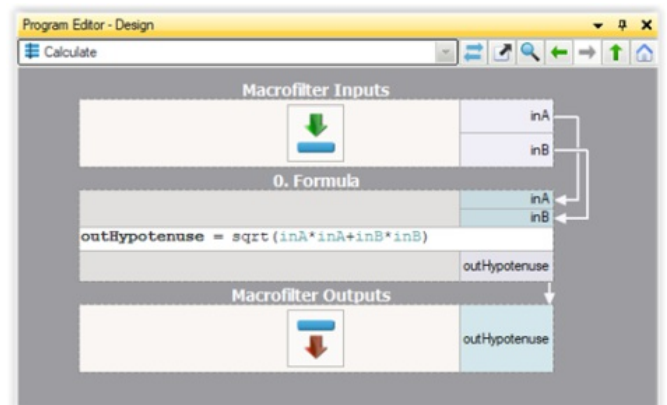 Program Editor - Design
Calculate
Macrofilter Inputs
inA
inB
0. Formula
inA
inB
outHypotenuse = sqrt(inA*inA+inB*inB)
outHypotenuse
Macrofilter Outputs
outHypotenuse